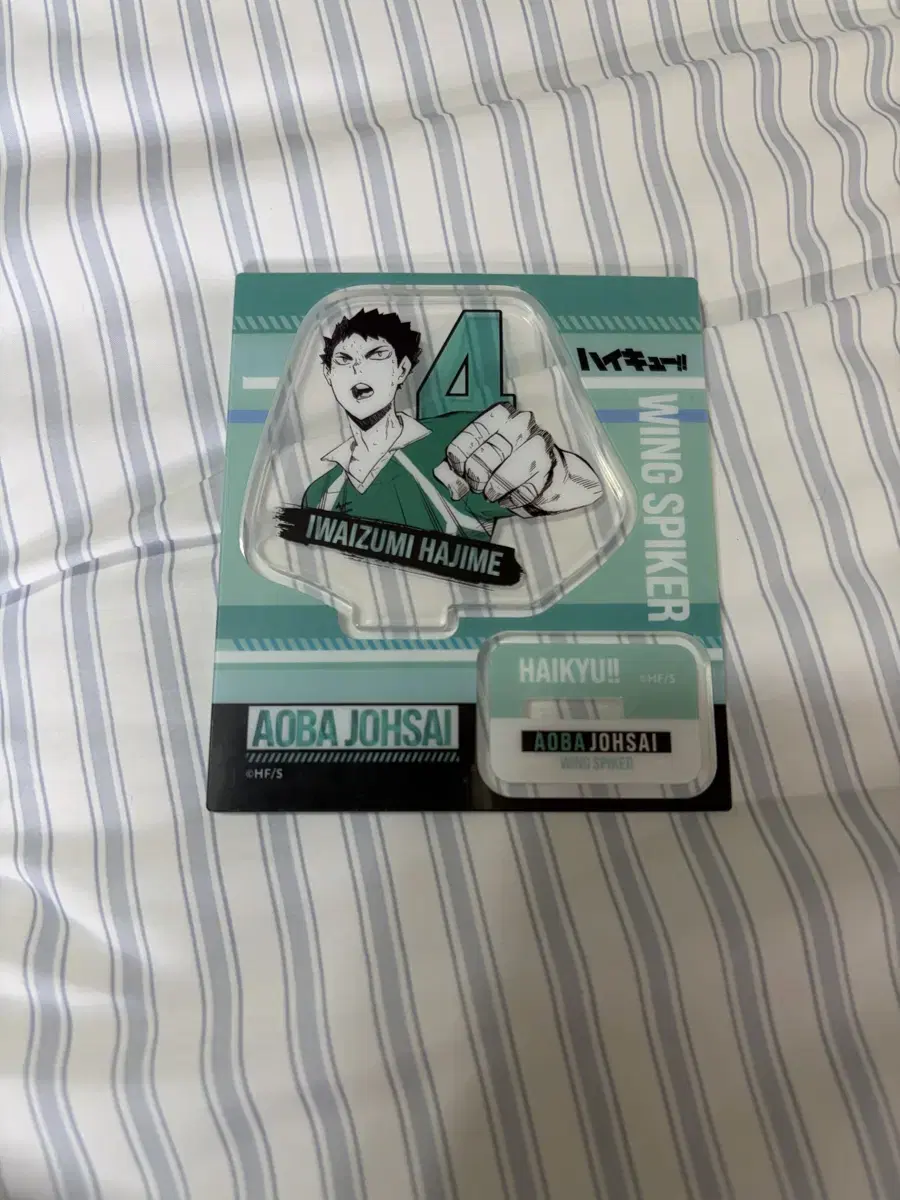 4
ハイキュー!!
WING SPIKER
IWAIZUMI HAJIME
HAIKYU!!
©HF/S
AOBA JOHSAI
WING SPIKER
AOBA JOHSAI
©HF/S